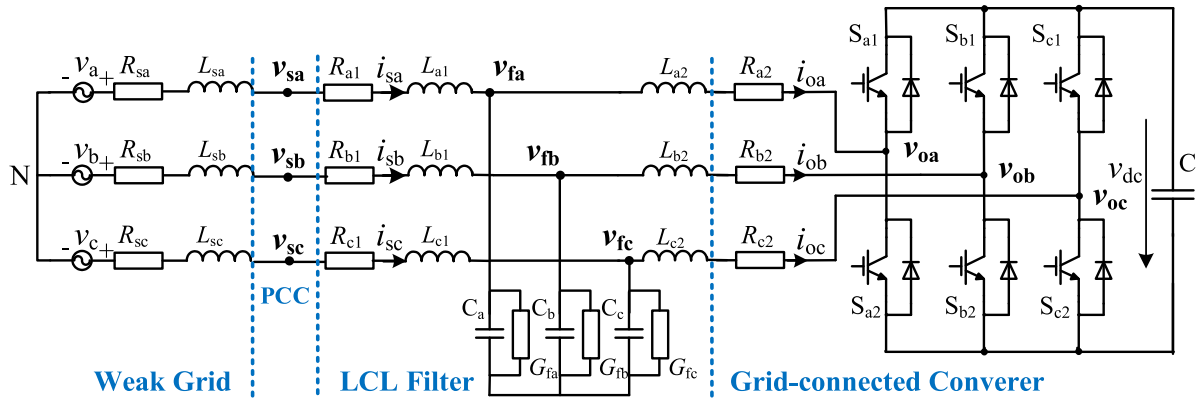 N
- va +
Rsa
Lsa
vsa
Ra1
isa
La1
vfa
La2
Ra2
ioa
voa
- vb +
Rsb
Lsb
vsb
Rb1
isb
Lb1
vfb
Lb2
Rb2
iob
vob
- vc +
Rsc
Lsc
vsc
Rc1
isc
Lc1
vfc
Lc2
Rc2
ioc
voc
Sa1
Sb1
Sc1
Sa2
Sb2
Sc2
vdc
C
PCC
Ca
Gfa
Cb
Gfb
Cc
Gfc
Weak Grid
LCL Filter
Grid-connected Converer